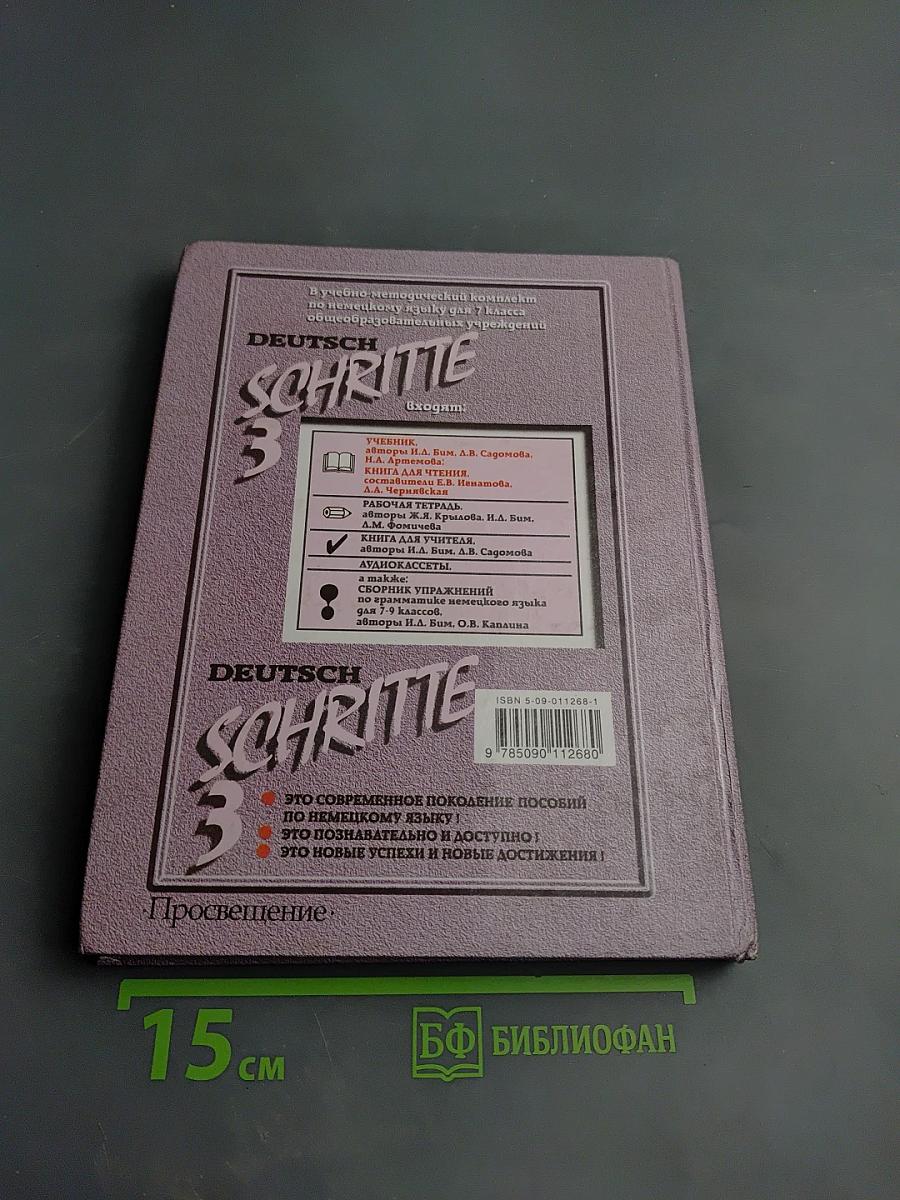 В учебно-методический комплект
по немецкому языку для 7 класса
общеобразовательных учреждений
DEUTSCH
SCHRITTE
3
входят:
УЧЕБНИК,
авторы И.Л. Бим, Л.В. Садомова,
Н.А. Артемова;
КНИГА ДЛЯ ЧТЕНИЯ,
составители Е.В. Игнатова,
Л.А. Чернявская
РАБОЧАЯ ТЕТРАДЬ,
авторы Ж.Я. Крылова, И.Л. Бим,
Л.М. Фомичева
КНИГА ДЛЯ УЧИТЕЛЯ,
авторы И.Л. Бим, Л.В. Садомова
АУДИОКАССЕТЫ,
а также:
СБОРНИК УПРАЖНЕНИЙ
по грамматике немецкого языка
для 7-9 классов,
авторы И.Л. Бим, О.В. Каплина
DEUTSCH
SCHRITTE
3
ISBN 5-09-011268-1
9 785090 112680
ЭТО СОВРЕМЕННОЕ ПОКОЛЕНИЕ ПОСОБИЙ
ПО НЕМЕЦКОМУ ЯЗЫКУ!
ЭТО ПОЗНАВАТЕЛЬНО И ДОСТУПНО!
ЭТО НОВЫЕ УСПЕХИ И НОВЫЕ ДОСТИЖЕНИЯ!
·Просвещение·
15 см
БФ БИБЛИОФАН